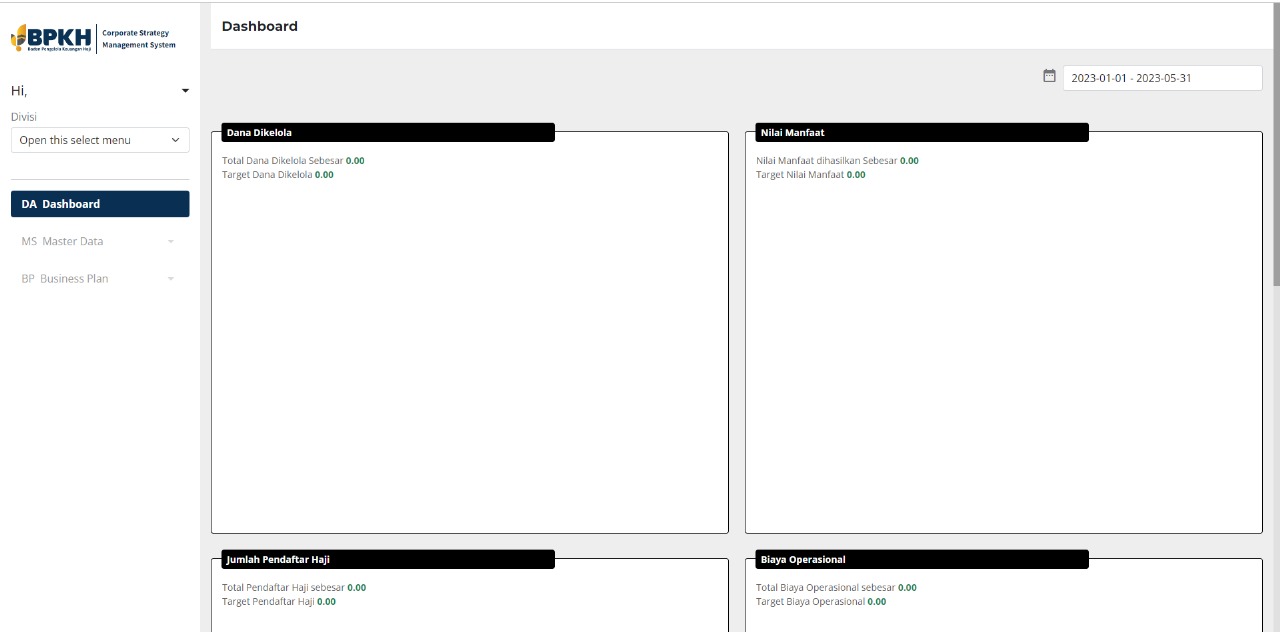 BPKH
Badan Pengelola Keuangan Haji
Corporate Strategy
Management System
Hi,
Divisi
Open this select menu
DA Dashboard
MS Master Data
BP Business Plan
Dashboard
2023-01-01 - 2023-05-31
Dana Dikelola
Total Dana Dikelola Sebesar 0.00
Target Dana Dikelola 0.00
Nilai Manfaat
Nilai Manfaat dihasilkan Sebesar 0.00
Target Nilai Manfaat 0.00
Jumlah Pendaftar Haji
Total Pendaftar Haji sebesar 0.00
Target Pendaftar Haji 0.00
Biaya Operasional
Total Biaya Operasional sebesar 0.00
Target Biaya Operasional 0.00